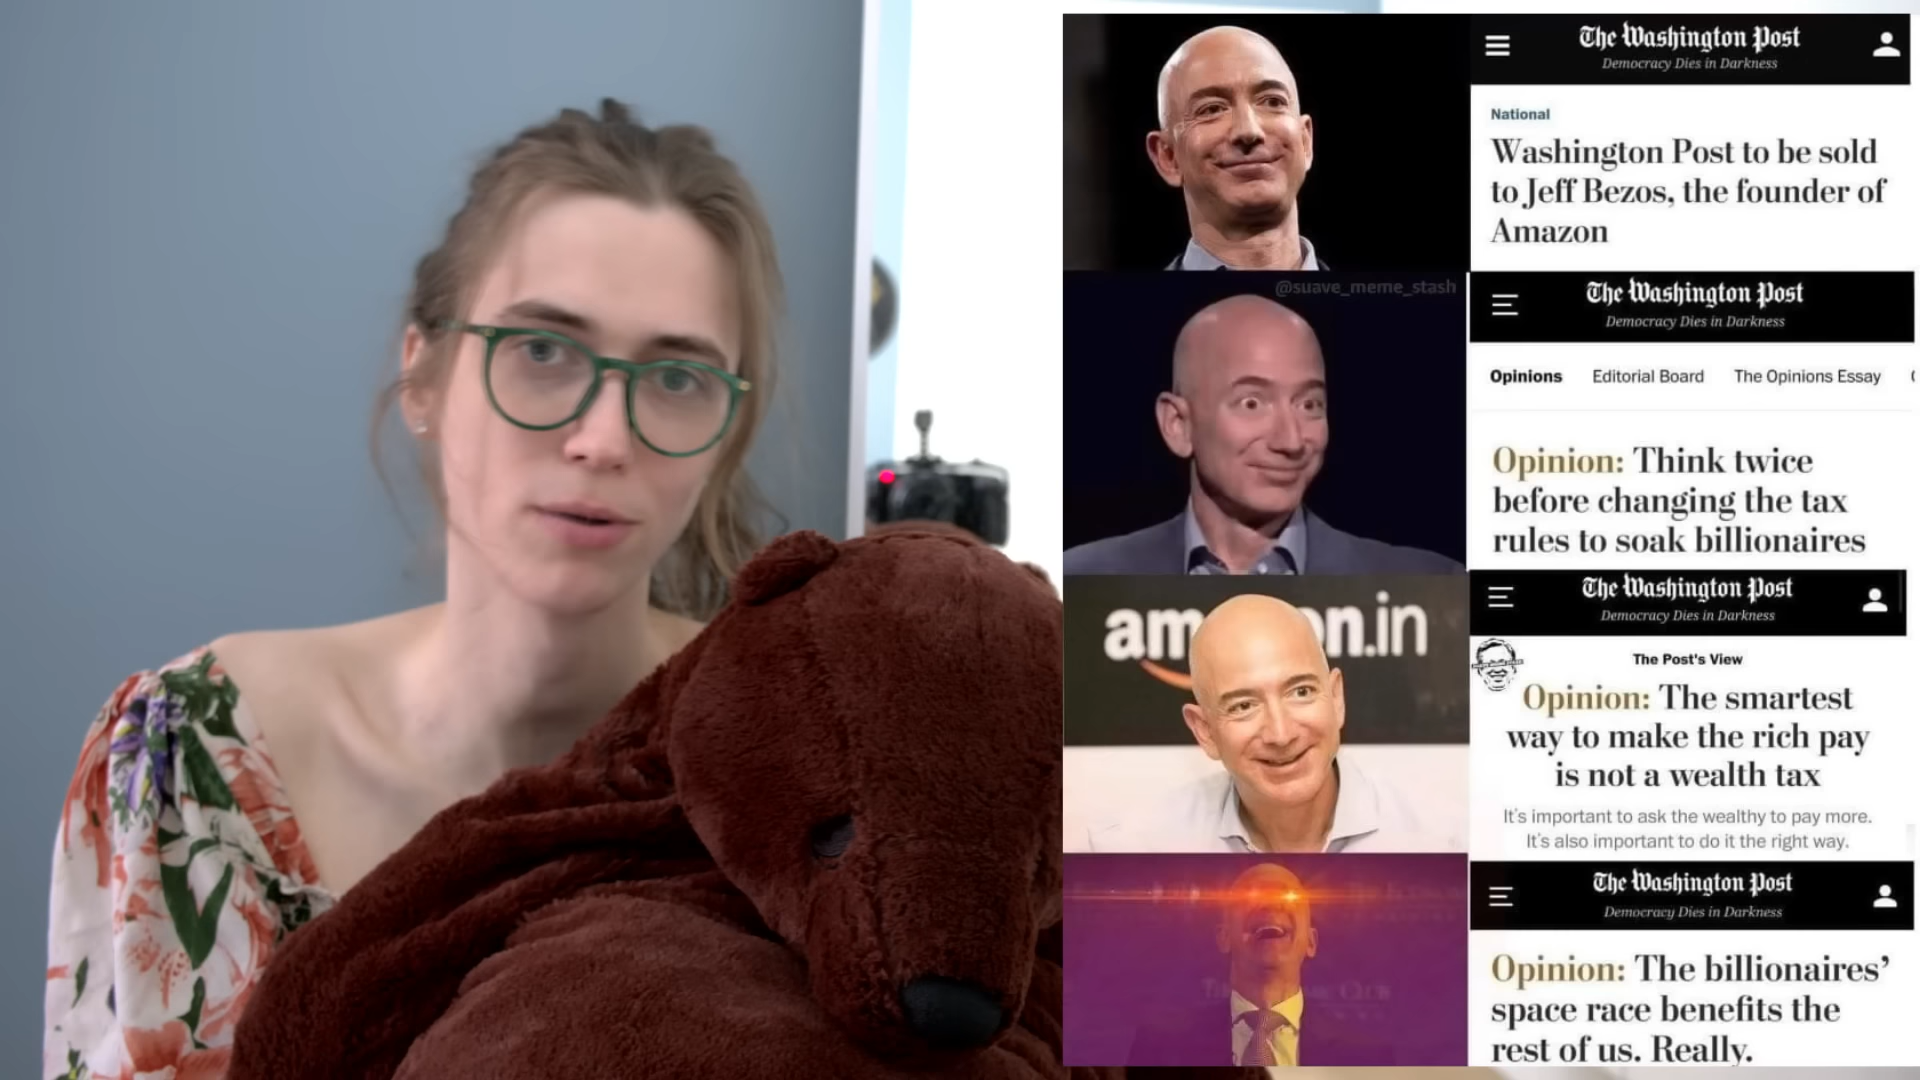 The Washington Post
Democracy Dies in Darkness
National
Washington Post to be sold
to Jeff Bezos, the founder of
Amazon
@suave_meme_stash
The Washington Post
Democracy Dies in Darkness
Opinions Editorial Board The Opinions Essay
Opinion: Think twice
before changing the tax
rules to soak billionaires
amazon.in
The Washington Post
Democracy Dies in Darkness
The Post's View
Opinion: The smartest
way to make the rich pay
is not a wealth tax
It's important to ask the wealthy to pay more.
It's also important to do it the right way.
The Washington Post
Democracy Dies in Darkness
Opinion: The billionaires’
space race benefits the
rest of us. Really.